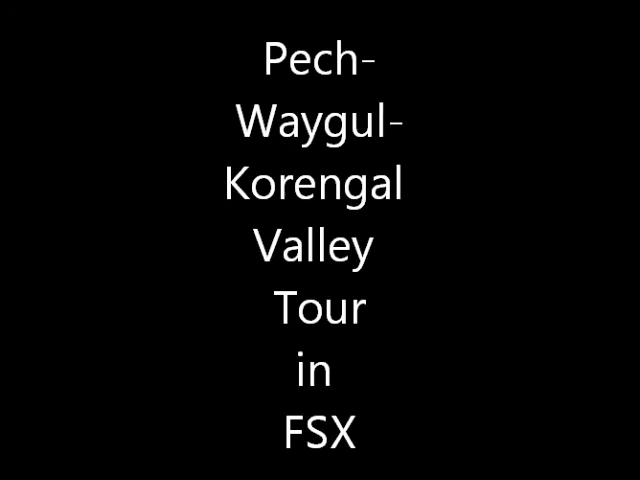 Pech-
Waygul-
Korengal
Valley
Tour
in
FSX